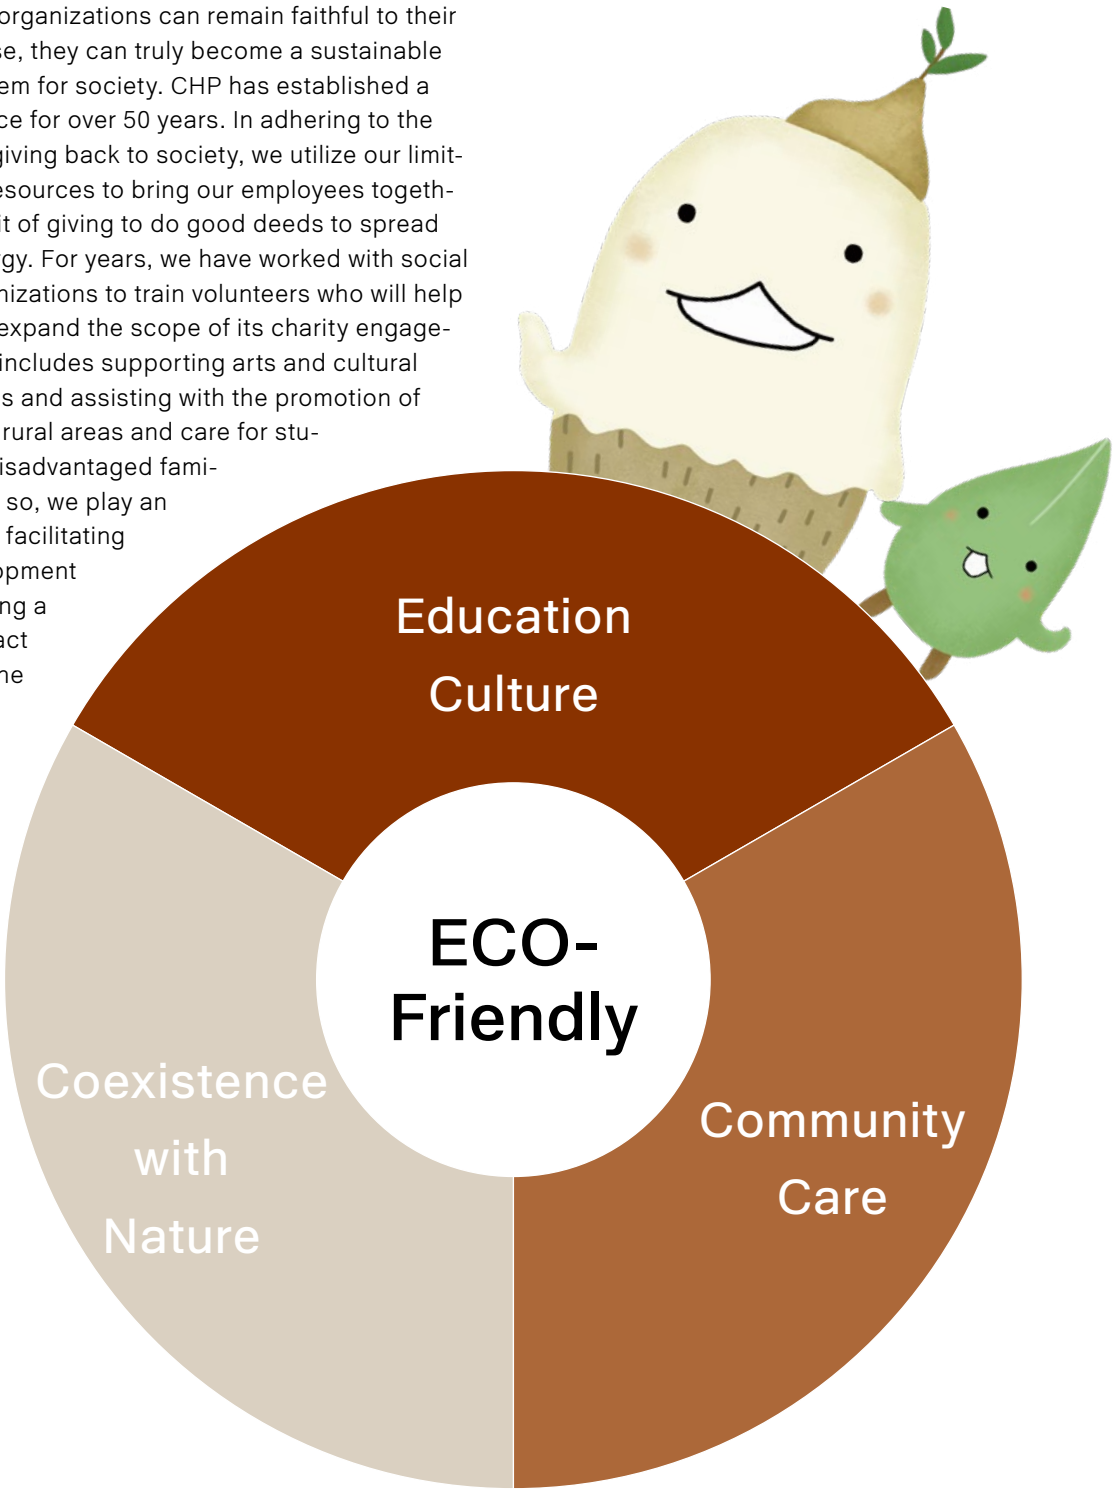 organizations can remain faithful to their
se, they can truly become a sustainable
em for society. CHP has established a
ce for over 50 years. In adhering to the
giving back to society, we utilize our limit-
esources to bring our employees togeth-
it of giving to do good deeds to spread
rgy. For years, we have worked with social
nizations to train volunteers who will help
expand the scope of its charity engage-
includes supporting arts and cultural
s and assisting with the promotion of
rural areas and care for stu-
isadvantaged fami-
so, we play an
facilitating
opment
ng a
act
ne
Education
Culture
ECO-
Friendly
Coexistence
with
Nature
Community
Care